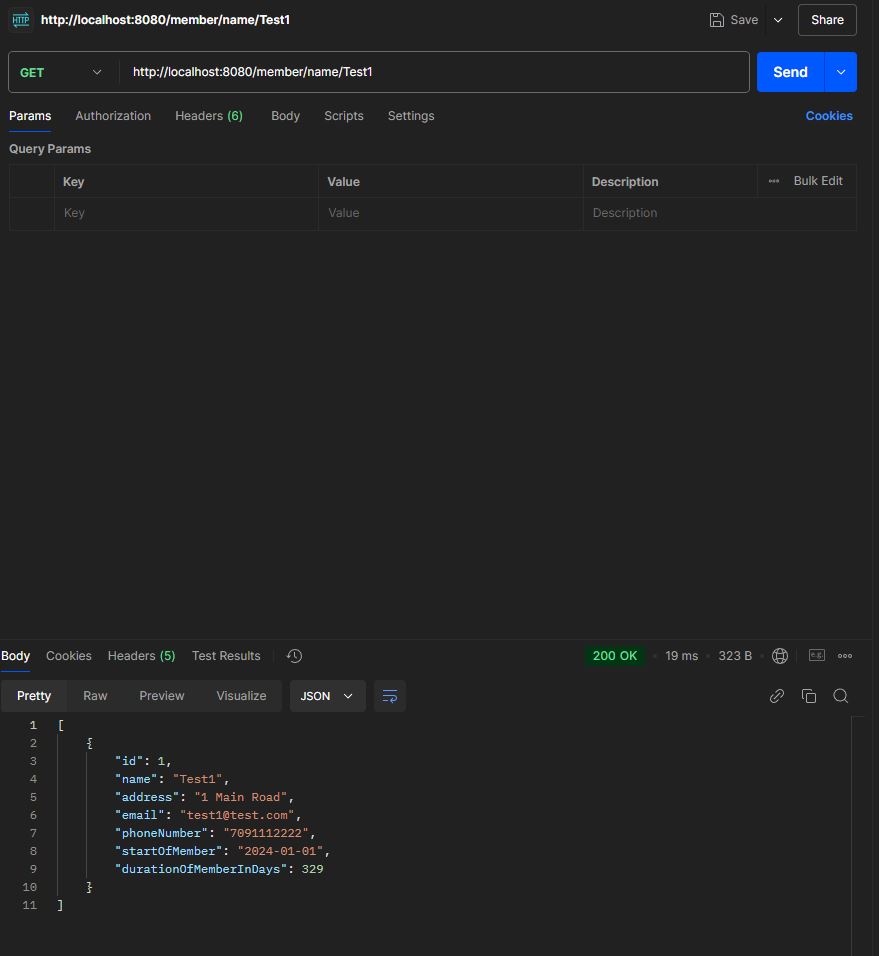 HTTP http://localhost:8080/member/name/Test1 Save Share
GET http://localhost:8080/member/name/Test1 Send
Params Authorization Headers (6) Body Scripts Settings Cookies
Query Params
Key Value Description Bulk Edit
Key Value Description
Body Cookies Headers (5) Test Results 200 OK 19 ms 323 B e.g.
Pretty Raw Preview Visualize JSON
1 [
2 {
3 "id": 1,
4 "name": "Test1",
5 "address": "1 Main Road",
6 "email": "test1@test.com",
7 "phoneNumber": "7091112222",
8 "startOfMember": "2024-01-01",
9 "durationOfMemberInDays": 329
10 }
11 ]